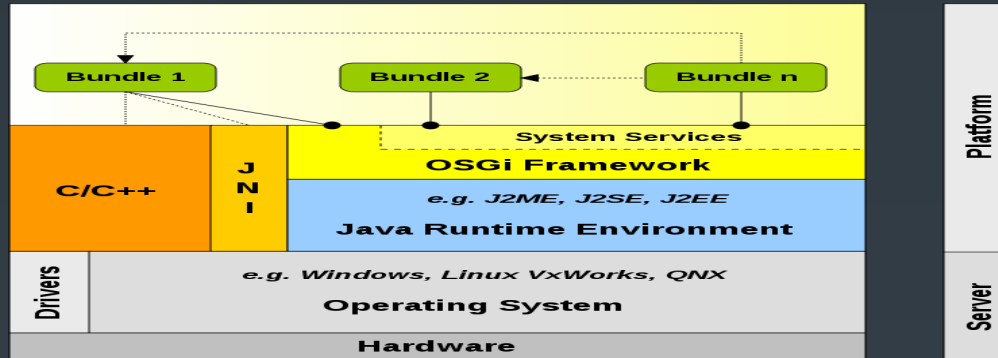 Bundle 1
Bundle 2
Bundle n
System Services
OSGi Framework
C/C++
J
N
I
e.g. J2ME, J2SE, J2EE
Java Runtime Environment
Drivers
e.g. Windows, Linux VxWorks, QNX
Operating System
Hardware
Platform
Server